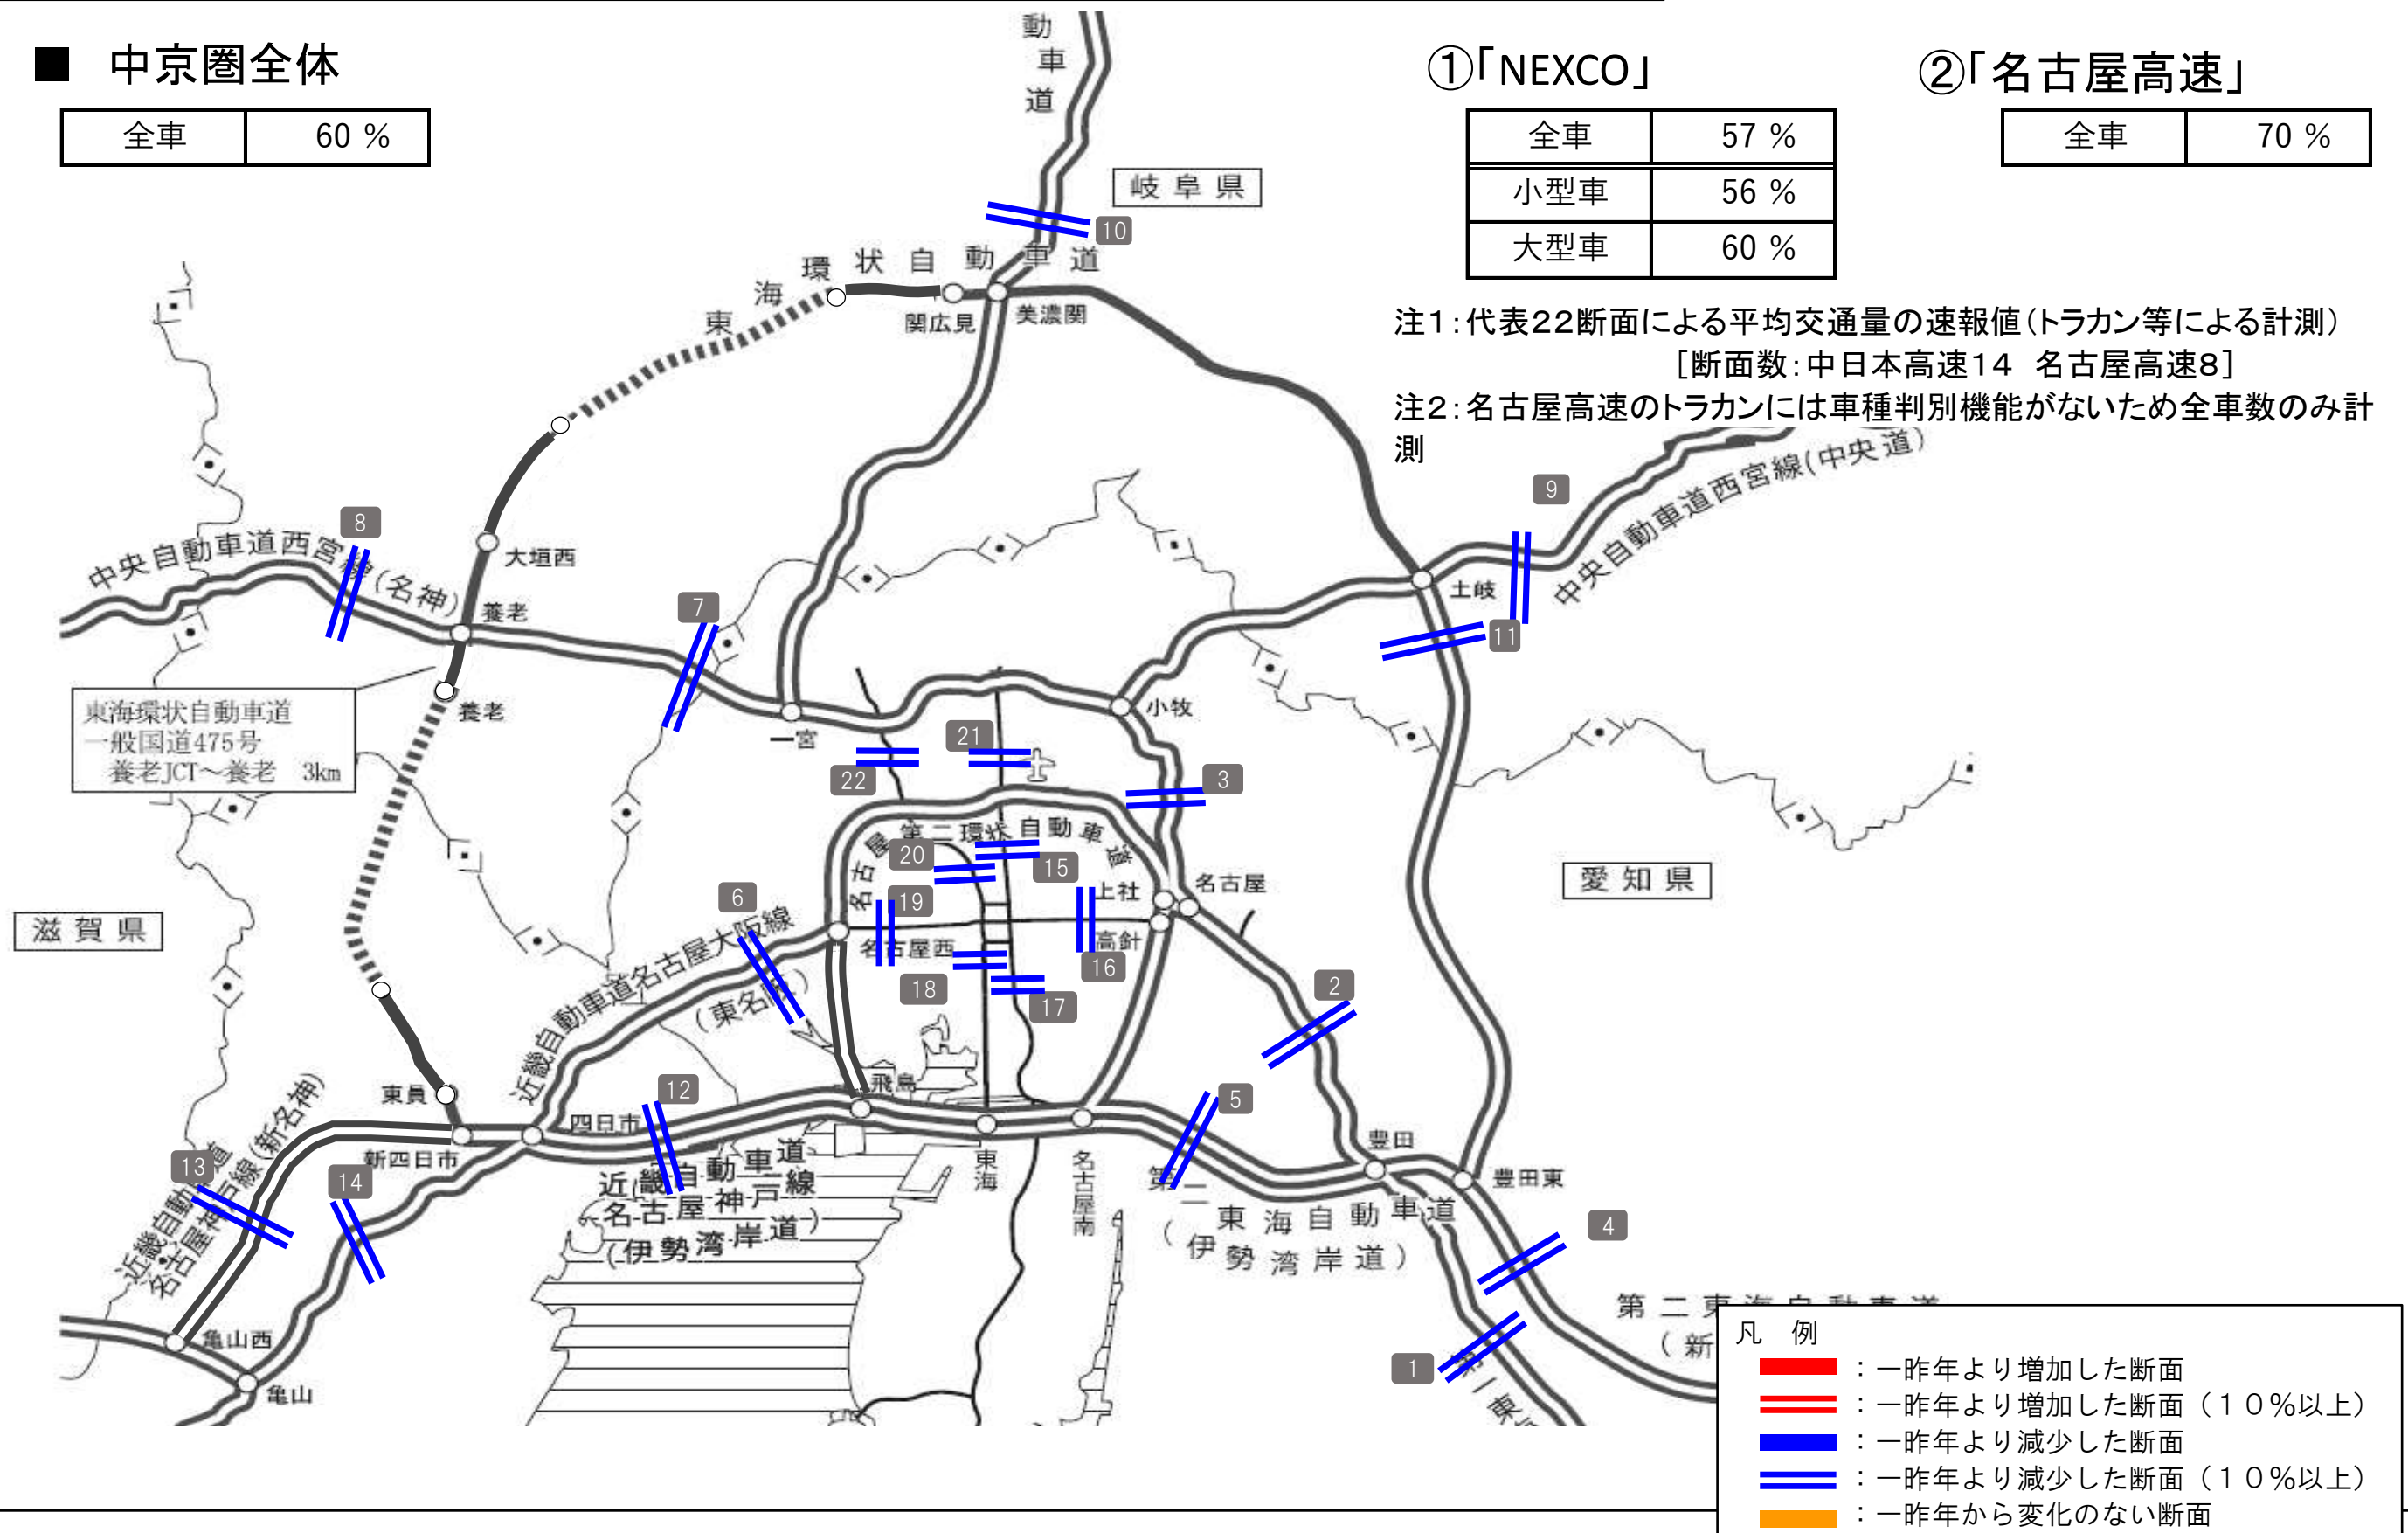 ■ 中京圏全体
全車 60 %
①「NEXCO」
全車 57 %
小型車 56 %
大型車 60 %
②「名古屋高速」
全車 70 %
注1：代表22断面による平均交通量の速報値（トラカン等による計測）
［断面数：中日本高速14　名古屋高速8］
注2：名古屋高速のトラカンには車種判別機能がないため全車数のみ計
測
動車道
岐阜県
10
東海環状自動車道
関広見
美濃関
9
中央自動車道西宮線(中央道)
8
中央自動車道西宮線(名神)
大垣西
養老
7
土岐
11
東海環状自動車道
一般国道475号
養老JCT～養老　3km
養老
一宮
小牧
21
22
3
名古屋第二環状自動車道
20
15
上社
名古屋
愛知県
6
19
滋賀県
名古屋西
高針
16
近畿自動車道名古屋大阪線
(東名阪)
18
17
2
東員
飛島
12
5
四日市
新四日市
豊田
豊田東
13
近畿自動車道
名古屋神戸線(新名神)
14
近畿自動車道
名古屋神戸線
(伊勢湾岸道)
東海
名古屋南
第二東海自動車道
(伊勢湾岸道)
4
亀山西
亀山
1
第一東
第二東海自動車道
(新
凡　例
：一昨年より増加した断面
：一昨年より増加した断面（１０％以上）
：一昨年より減少した断面
：一昨年より減少した断面（１０％以上）
：一昨年から変化のない断面